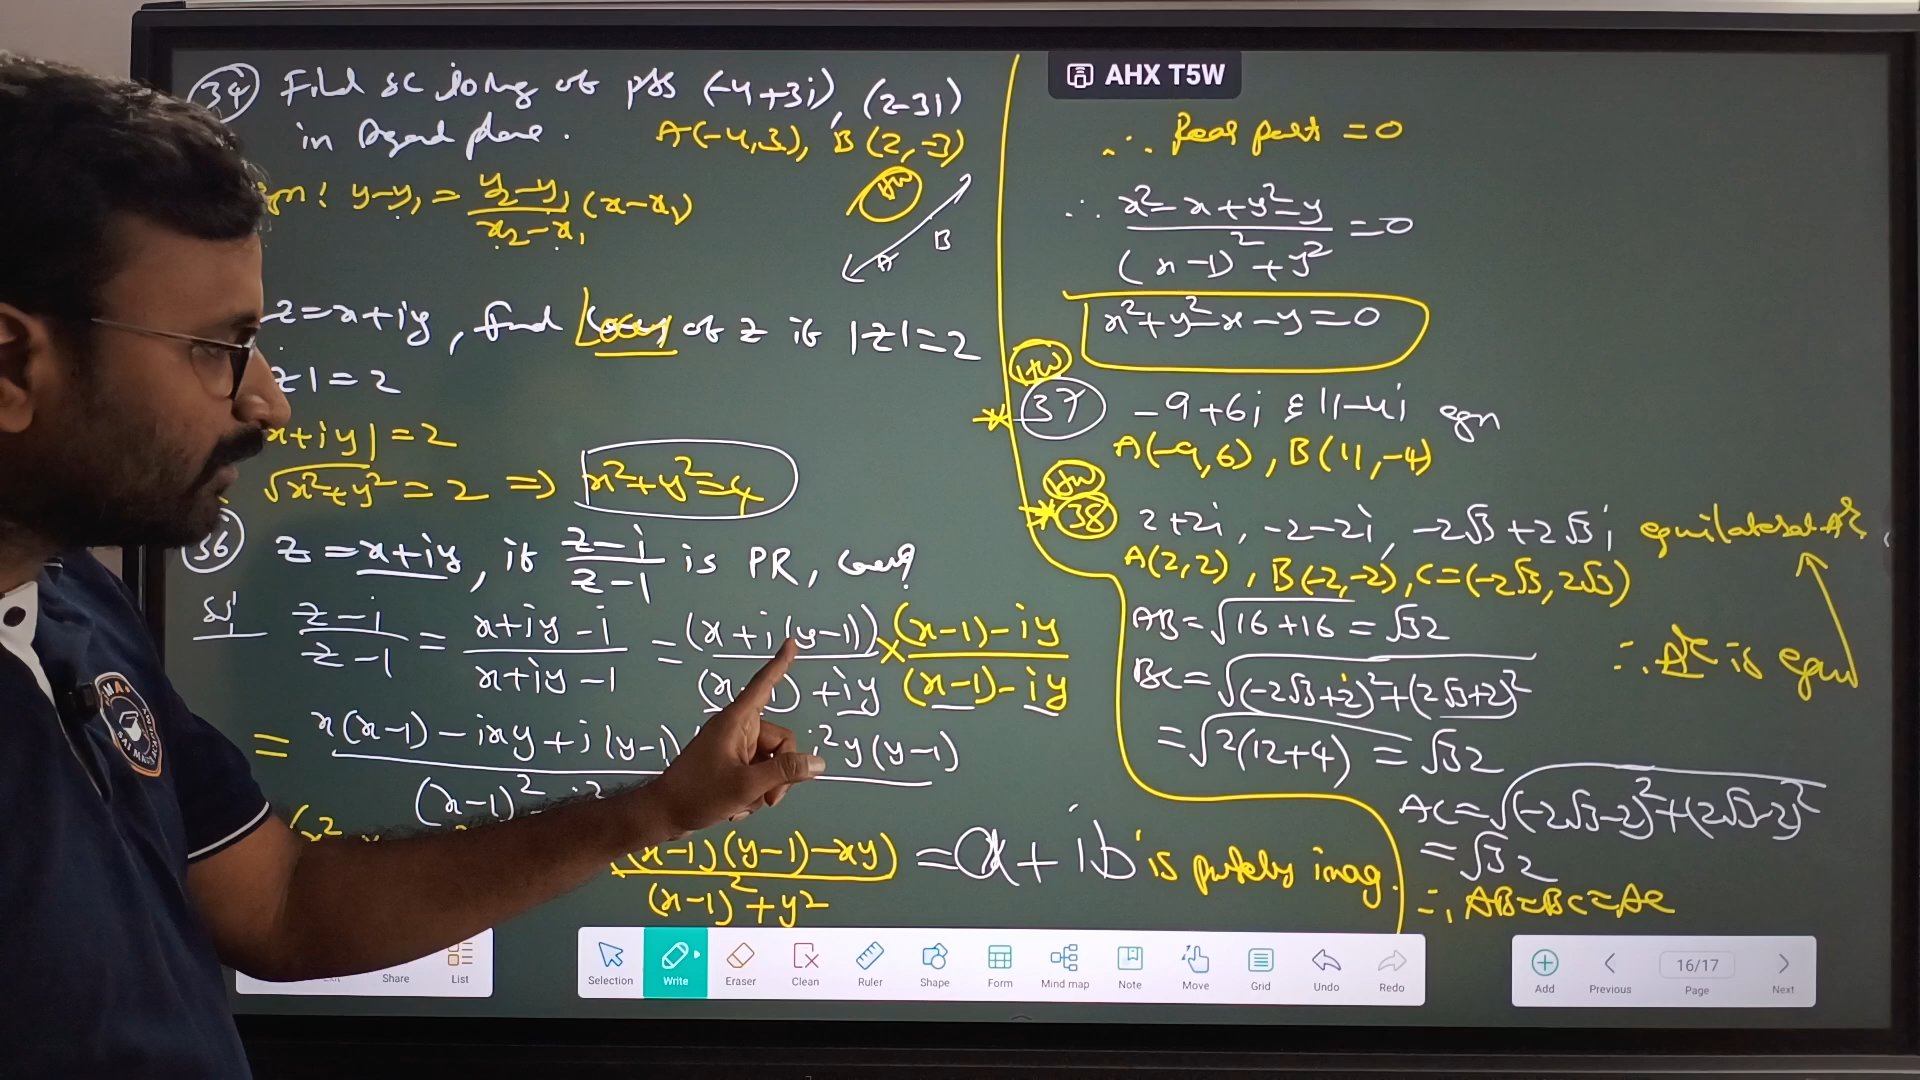 34 Find of pts (-4+3i), (2-3i)
in plane. A(-4,3), B(2,-3)
y-y₁ = y₂-y₁/x₂-x₁ (x-x₁)
HW
A B
z=x+iy, find Locus of z if |z|=2
z|=2
x+iy|=2
√x²+y²=2 ⇒ x²+y²=4
36 z=x+iy, if z-i/z-1 is PR,
Sol z-i/z-1 = x+iy-i/x+iy-1 = (x+i(y-1))/ +iy × (x-1)-iy/(x-1)-iy
= x(x-1)-ixy+i(y-1) i²y(y-1)
(x-1)²
(x-1)(y-1)-xy)/(x-1)²+y² = a+ib is purely imag.
AHX T5W
∴ Real part = 0
∴ x²-x+y²-y/(x-1)²+y² = 0
x²+y²-x-y=0
HW
37 -9+6i & 11-4i eqn
A(-9,6), B(11,-4)
HW
38 2+2i, -2-2i, -2√3+2√3i equilateral
A(2,2), B(-2,-2), C=(-2√3, 2√3)
AB=√16+16 = √32
BC=√(-2√3+2)²+(2√3+2)²
=√2(12+4) = √32
∴ is
AC=√(-2√3-2)²+(2√3-2)²
=√32
∴ AB=BC=AC
Share
List
Selection
Write
Eraser
Clean
Ruler
Shape
Form
Mind map
Note
Move
Grid
Undo
Redo
Add
Previous
16/17
Page
Next